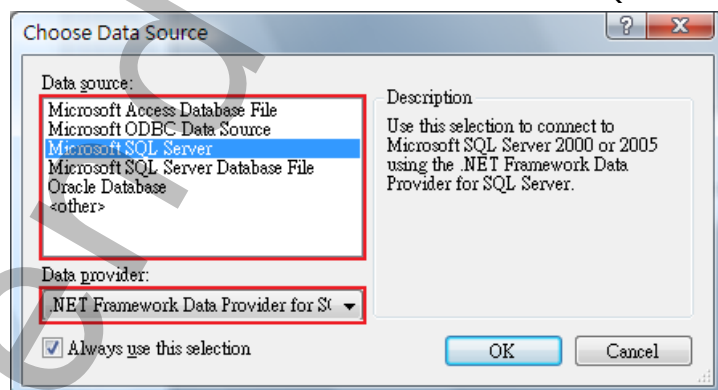 Choose Data Source
Data source:
Microsoft Access Database File
Microsoft ODBC Data Source
Microsoft SQL Server
Microsoft SQL Server Database File
Oracle Database
<other>
Description
Use this selection to connect to
Microsoft SQL Server 2000 or 2005
using the .NET Framework Data
Provider for SQL Server.
Data provider:
.NET Framework Data Provider for
Always use this selection
OK
Cancel